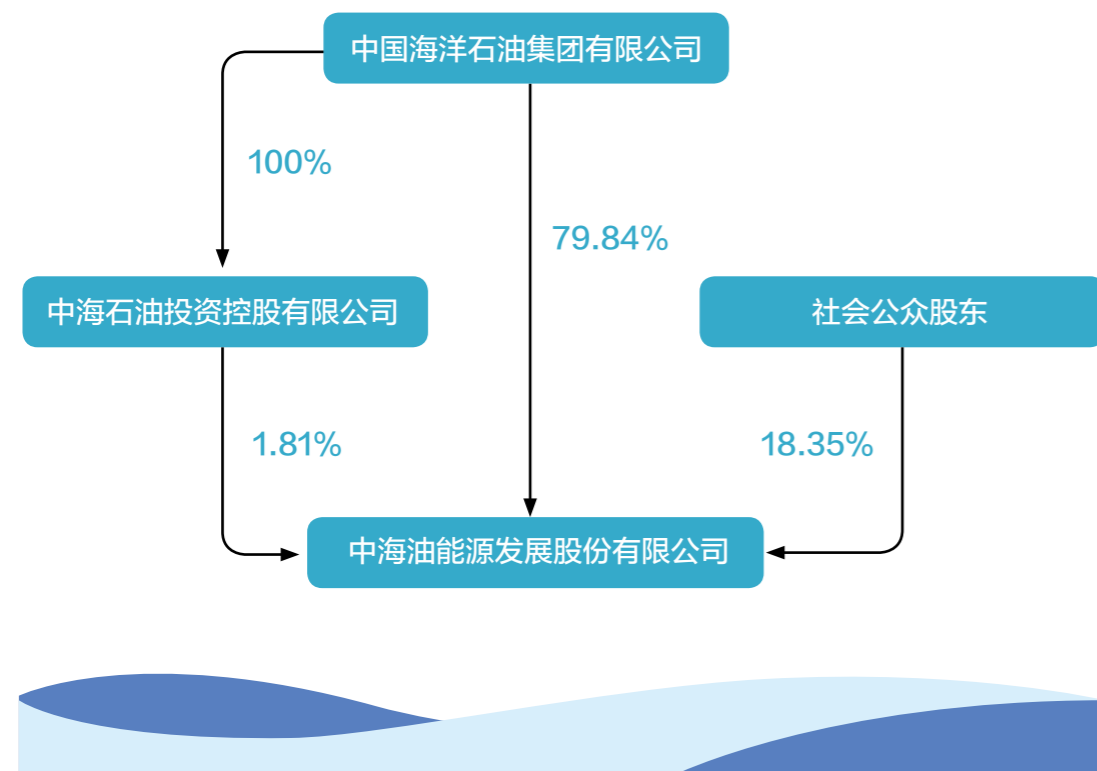 中国海洋石油集团有限公司
100%
79.84%
中海石油投资控股有限公司
社会公众股东
1.81%
18.35%
中海油能源发展股份有限公司